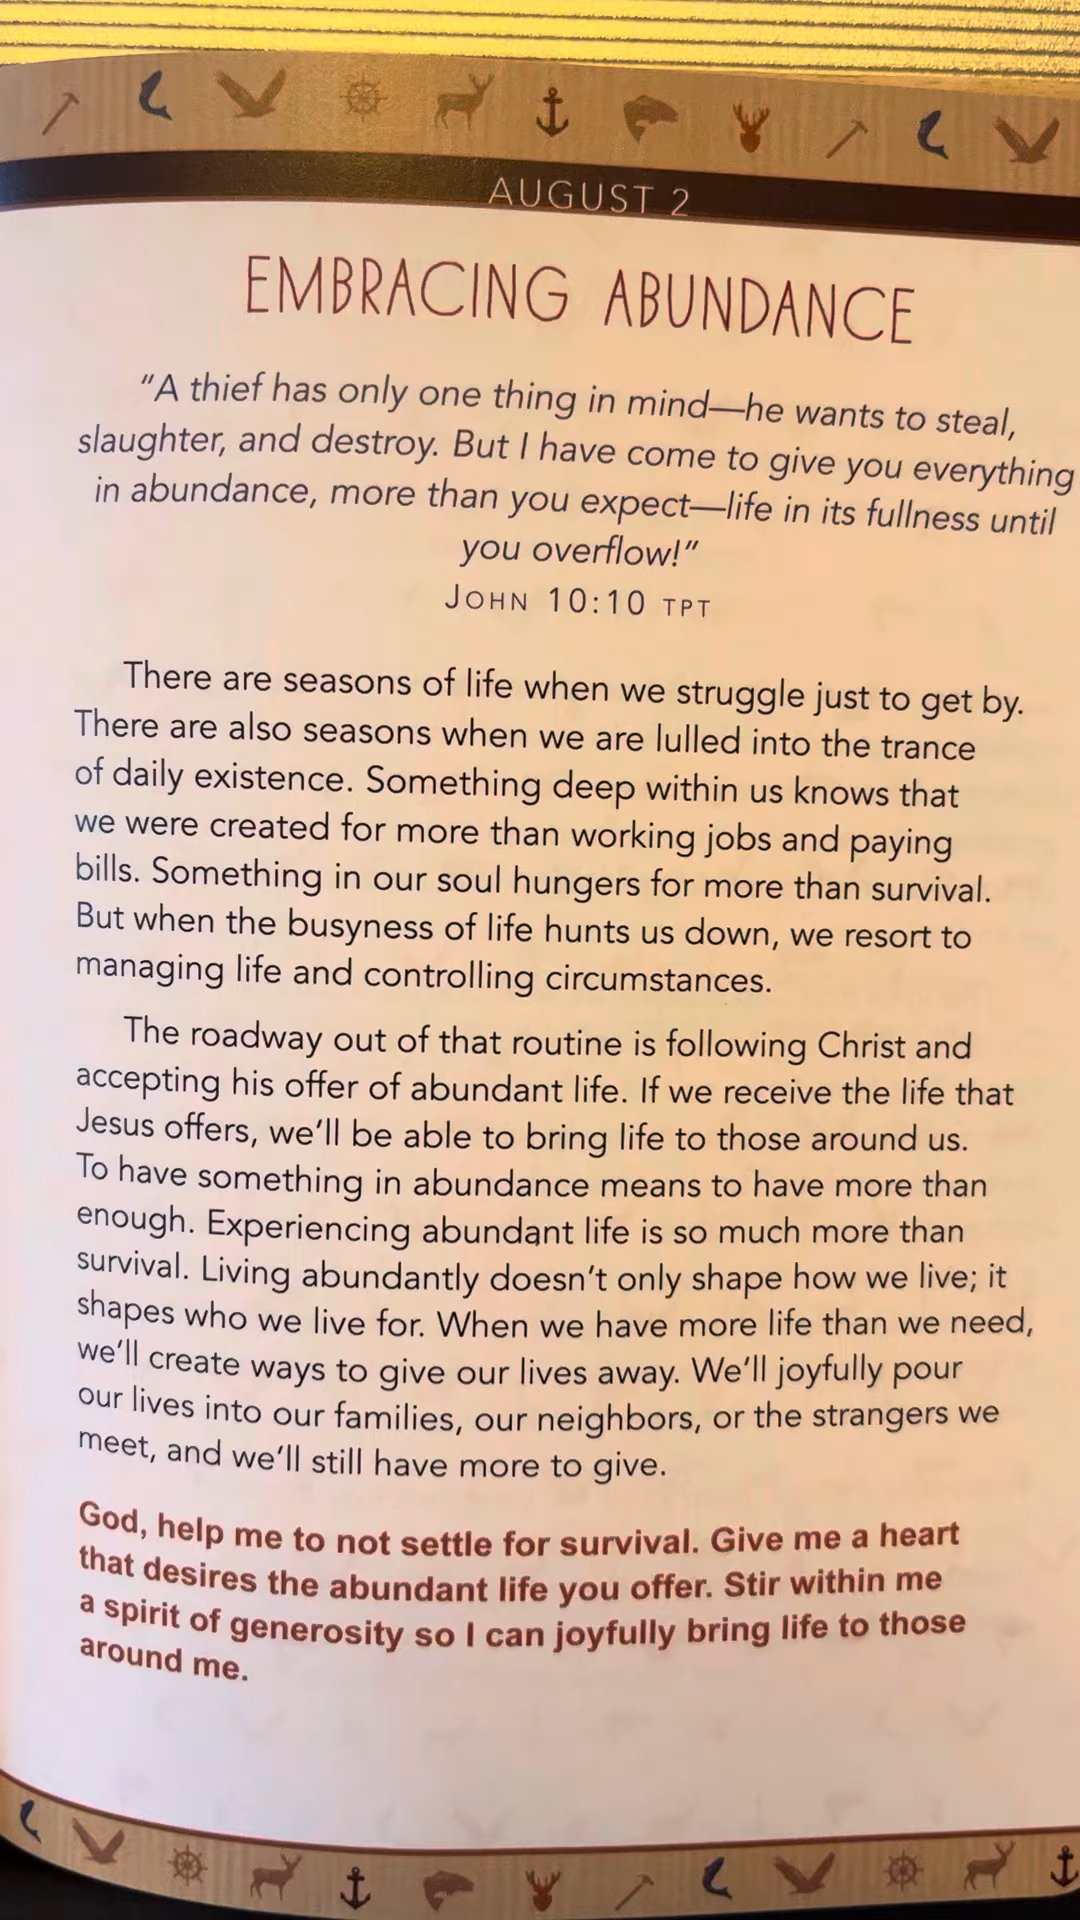 AUGUST 2
EMBRACING ABUNDANCE
“A thief has only one thing in mind—he wants to steal,
slaughter, and destroy. But I have come to give you everything
in abundance, more than you expect—life in its fullness until
you overflow!”
JOHN 10:10 TPT
There are seasons of life when we struggle just to get by.
There are also seasons when we are lulled into the trance
of daily existence. Something deep within us knows that
we were created for more than working jobs and paying
bills. Something in our soul hungers for more than survival.
But when the busyness of life hunts us down, we resort to
managing life and controlling circumstances.
The roadway out of that routine is following Christ and
accepting his offer of abundant life. If we receive the life that
Jesus offers, we’ll be able to bring life to those around us.
To have something in abundance means to have more than
enough. Experiencing abundant life is so much more than
survival. Living abundantly doesn’t only shape how we live; it
shapes who we live for. When we have more life than we need,
we’ll create ways to give our lives away. We’ll joyfully pour
our lives into our families, our neighbors, or the strangers we
meet, and we’ll still have more to give.
God, help me to not settle for survival. Give me a heart
that desires the abundant life you offer. Stir within me
a spirit of generosity so I can joyfully bring life to those
around me.